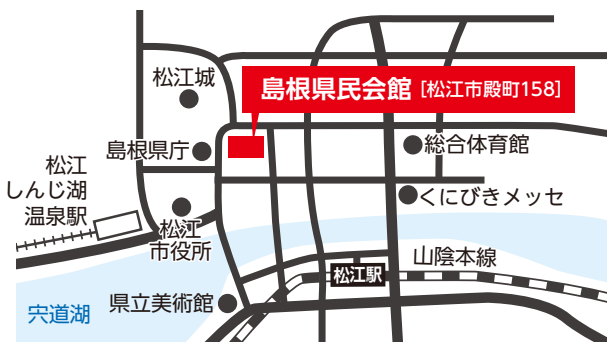 松江城
島根県民会館 [松江市殿町158]
島根県庁
総合体育館
松江
しんじ湖
温泉駅
くにびきメッセ
松江
市役所
山陰本線
松江駅
県立美術館
宍道湖